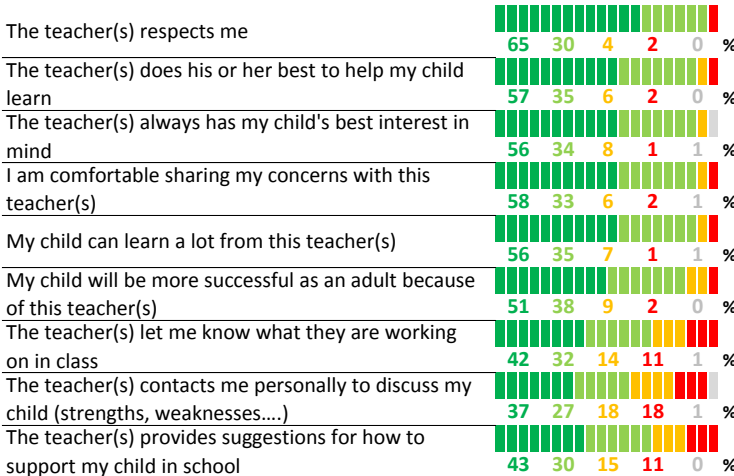 The teacher(s) respects me
65 30 4 2 0 %
The teacher(s) does his or her best to help my child
learn
57 35 6 2 0 %
The teacher(s) always has my child's best interest in
mind
56 34 8 1 1 %
I am comfortable sharing my concerns with this
teacher(s)
58 33 6 2 1 %
My child can learn a lot from this teacher(s)
56 35 7 1 1 %
My child will be more successful as an adult because
of this teacher(s)
51 38 9 2 0 %
The teacher(s) let me know what they are working
on in class
42 32 14 11 1 %
The teacher(s) contacts me personally to discuss my
child (strengths, weaknesses....)
37 27 18 18 1 %
The teacher(s) provides suggestions for how to
support my child in school
43 30 15 11 0 %